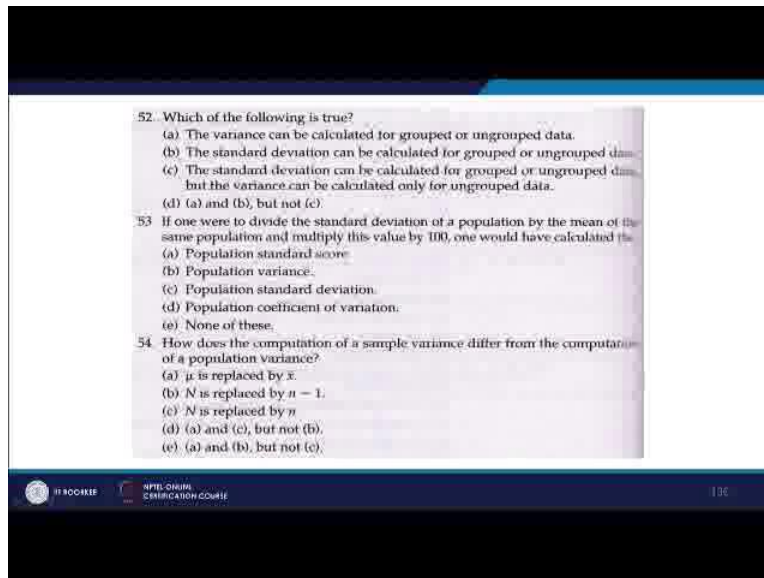 52. Which of the following is true?
(a) The variance can be calculated for grouped or ungrouped data.
(b) The standard deviation can be calculated for grouped or ungrouped
(c) The standard deviation can be calculated for grouped or ungrouped
but the variance can be calculated only for ungrouped data.
(d) (a) and (b), but not (c).
53 If one were to divide the standard deviation of a population by the mean of the
same population and multiply this value by 100, one would have calculated the
(a) Population standard score
(b) Population variance.
(c) Population standard deviation.
(d) Population coefficient of variation.
(e) None of these.
54 How does the computation of a sample variance differ from the computation
of a population variance?
(a) μ is replaced by x̄.
(b) N is replaced by n − 1.
(c) N is replaced by n
(d) (a) and (c), but not (b).
(e) (a) and (b), but not (c).
IIT ROORKEE
NPTEL ONLINE
CERTIFICATION COURSE